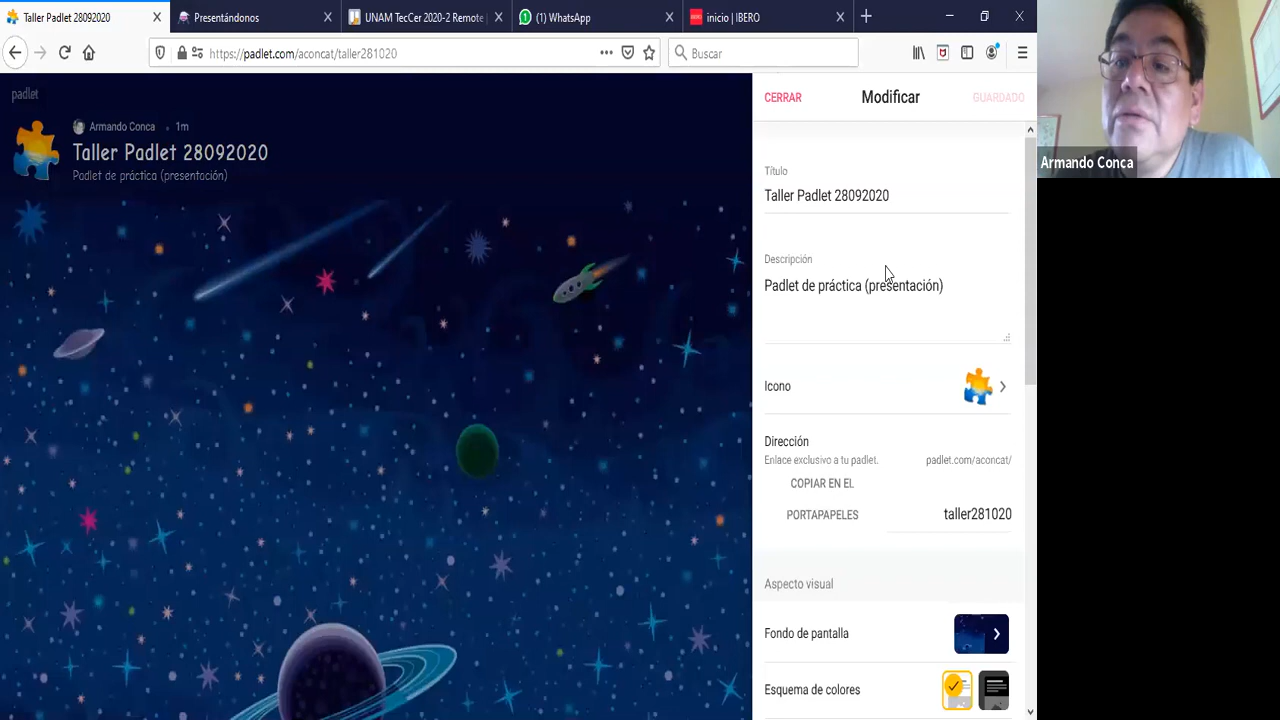 Taller Padlet 28092020
Presentándonos
UNAM TecCer 2020-2 Remote
(1) WhatsApp
inicio | IBERO
https://padlet.com/aconcat/taller281020
Buscar
padlet
Armando Conca 1m
Taller Padlet 28092020
Padlet de práctica (presentación)
CERRAR
Modificar
GUARDADO
Título
Taller Padlet 28092020
Descripción
Padlet de práctica (presentación)
Icono
Dirección
Enlace exclusivo a tu padlet.
padlet.com/aconcat/
COPIAR EN EL
PORTAPAPELES
taller281020
Aspecto visual
Fondo de pantalla
Esquema de colores
Armando Conca